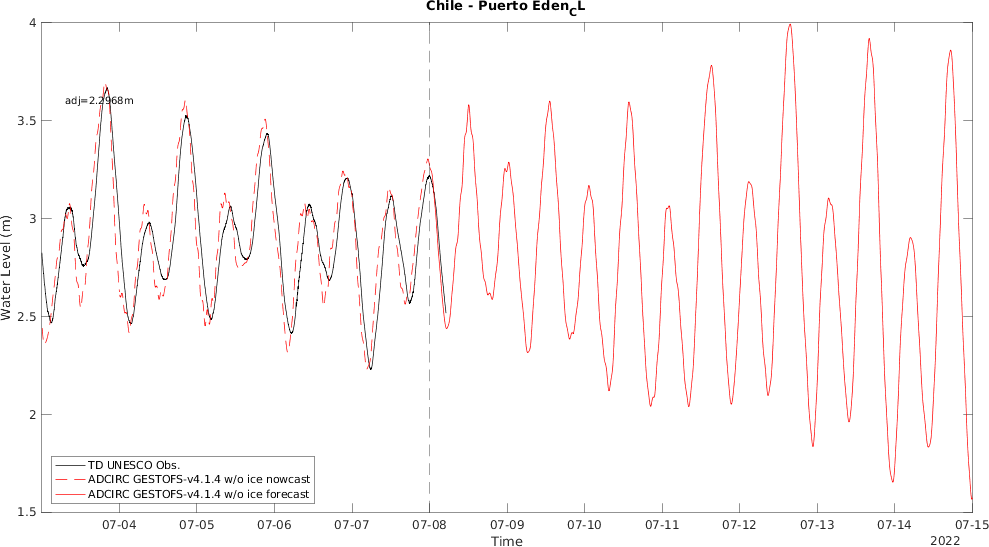 Chile - Puerto Eden_CL
adj=2.2968m
4
3.5
3
2.5
2
1.5
Water Level (m)
TD UNESCO Obs.
ADCIRC GESTOFS-v4.1.4 w/o ice nowcast
ADCIRC GESTOFS-v4.1.4 w/o ice forecast
07-04 07-05 07-06 07-07 07-08 07-09 07-10 07-11 07-12 07-13 07-14 07-15
Time
2022